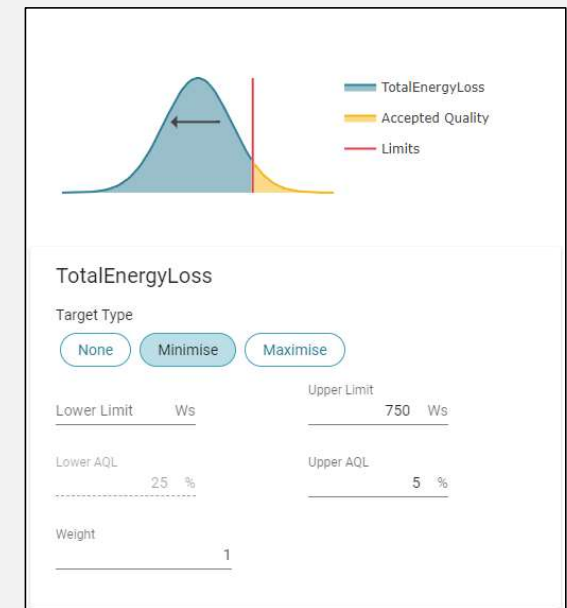 TotalEnergyLoss
Accepted Quality
Limits
TotalEnergyLoss
Target Type
None Minimise Maximise
Upper Limit
Lower Limit Ws 750 Ws
Lower AQL Upper AQL
25 % 5 %
Weight
1